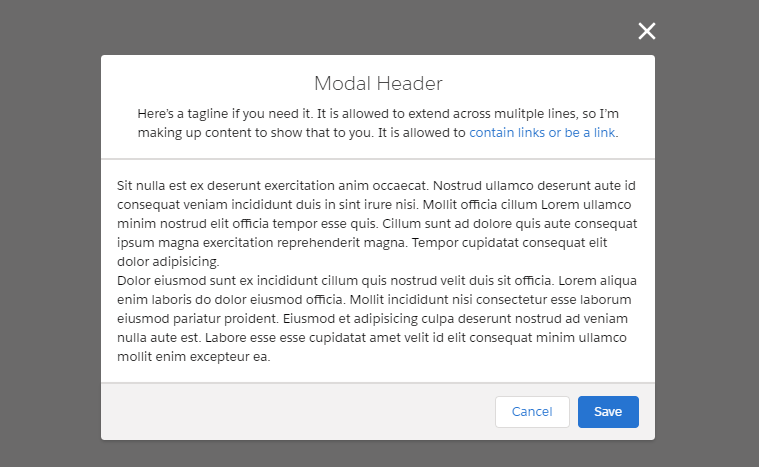 Modal Header
Here's a tagline if you need it. It is allowed to extend across mulitple lines, so I'm
making up content to show that to you. It is allowed to contain links or be a link.
Sit nulla est ex deserunt exercitation anim occaecat. Nostrud ullamco deserunt aute id
consequat veniam incididunt duis in sint irure nisi. Mollit officia cillum Lorem ullamco
minim nostrud elit officia tempor esse quis. Cillum sunt ad dolore quis aute consequat
ipsum magna exercitation reprehenderit magna. Tempor cupidatat consequat elit
dolor adipisicing.
Dolor eiusmod sunt ex incididunt cillum quis nostrud velit duis sit officia. Lorem aliqua
enim laboris do dolor eiusmod officia. Mollit incididunt nisi consectetur esse laborum
eiusmod pariatur proident. Eiusmod et adipisicing culpa deserunt nostrud ad veniam
nulla aute est. Labore esse esse cupidatat amet velit id elit consequat minim ullamco
mollit enim excepteur ea.
Cancel Save